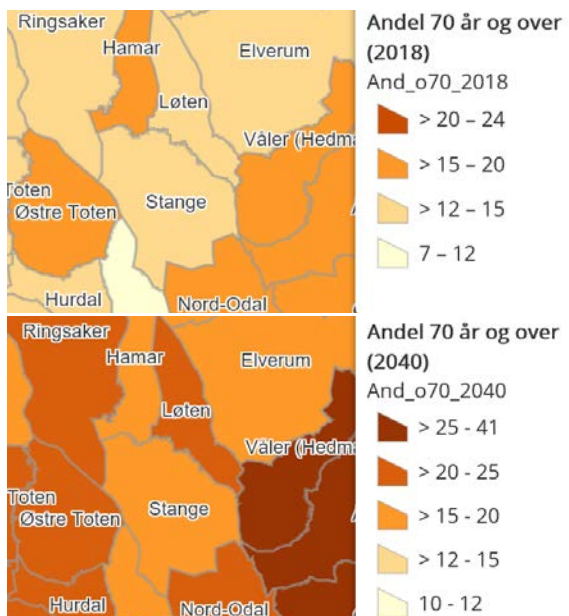 Ringsaker
Hamar
Elverum
Løten
Våler (Hedma
Toten
Østre Toten
Stange
Hurdal
Nord-Odal
Andel 70 år og over
(2018)
And_o70_2018
> 20 – 24
> 15 – 20
> 12 – 15
7 – 12
Ringsaker
Hamar
Elverum
Løten
Våler (Hedma
Toten
Østre Toten
Stange
Hurdal
Nord-Odal
Andel 70 år og over
(2040)
And_o70_2040
> 25 - 41
> 20 - 25
> 15 - 20
> 12 - 15
10 - 12